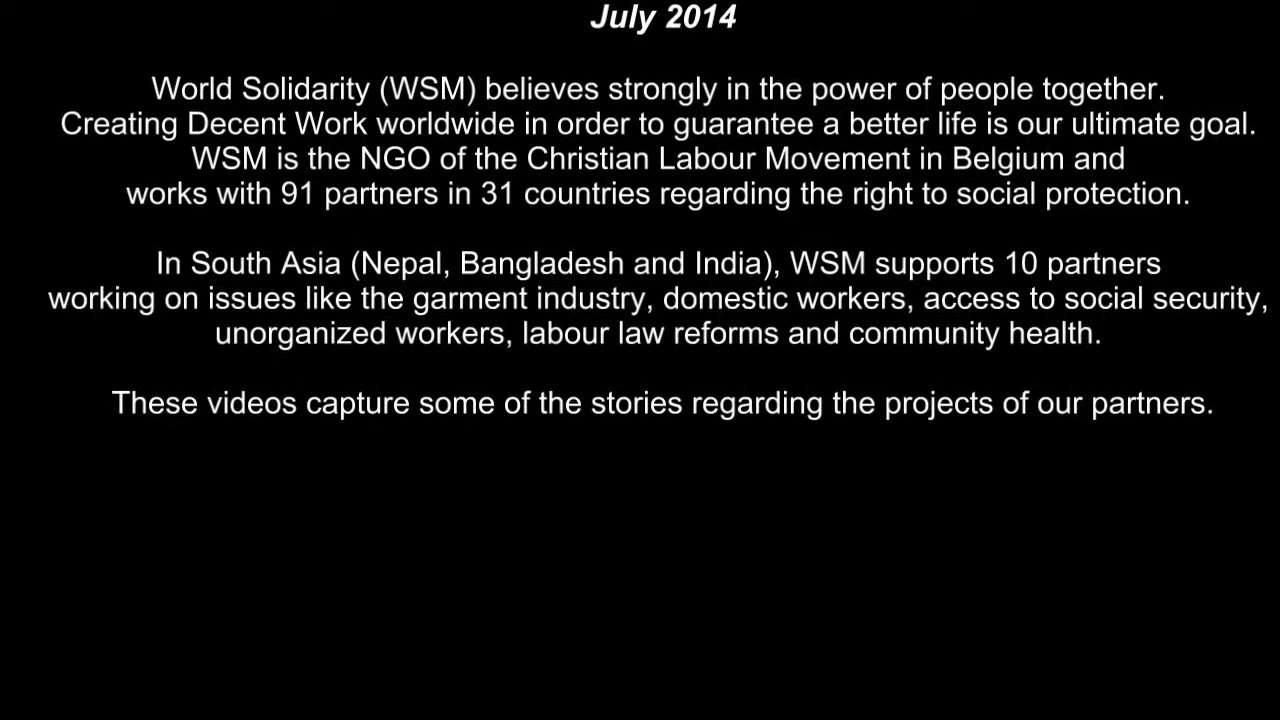 July 2014
World Solidarity (WSM) believes strongly in the power of people together.
Creating Decent Work worldwide in order to guarantee a better life is our ultimate goal.
WSM is the NGO of the Christian Labour Movement in Belgium and
works with 91 partners in 31 countries regarding the right to social protection.
In South Asia (Nepal, Bangladesh and India), WSM supports 10 partners
working on issues like the garment industry, domestic workers, access to social security,
unorganized workers, labour law reforms and community health.
These videos capture some of the stories regarding the projects of our partners.